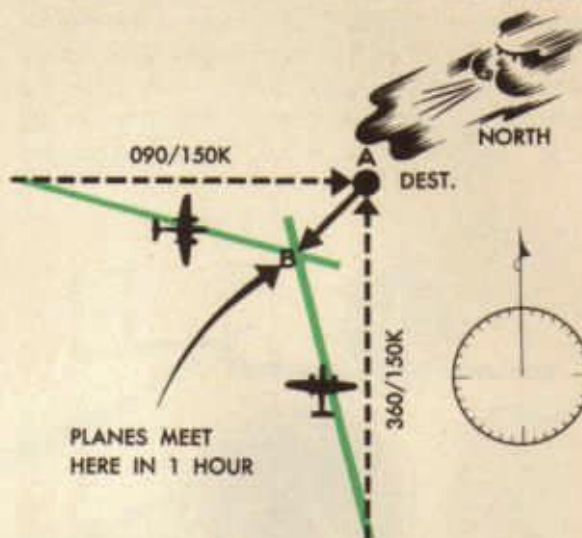 NORTH
090/150K
A
DEST.
B
360/150K
PLANES MEET
HERE IN 1 HOUR